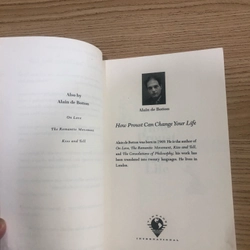 Also by
Alain de Botton
On Love
The Romantic Movement
Kiss and Tell
Alain de Botton
How Proust Can Change Your Life
Alain de Botton was born in 1969. He is the author of
On Love, The Romantic Movement, Kiss and Tell,
and The Consolations of Philosophy. His work has
been translated into twenty languages. He lives in
London.
INTERNATIONAL